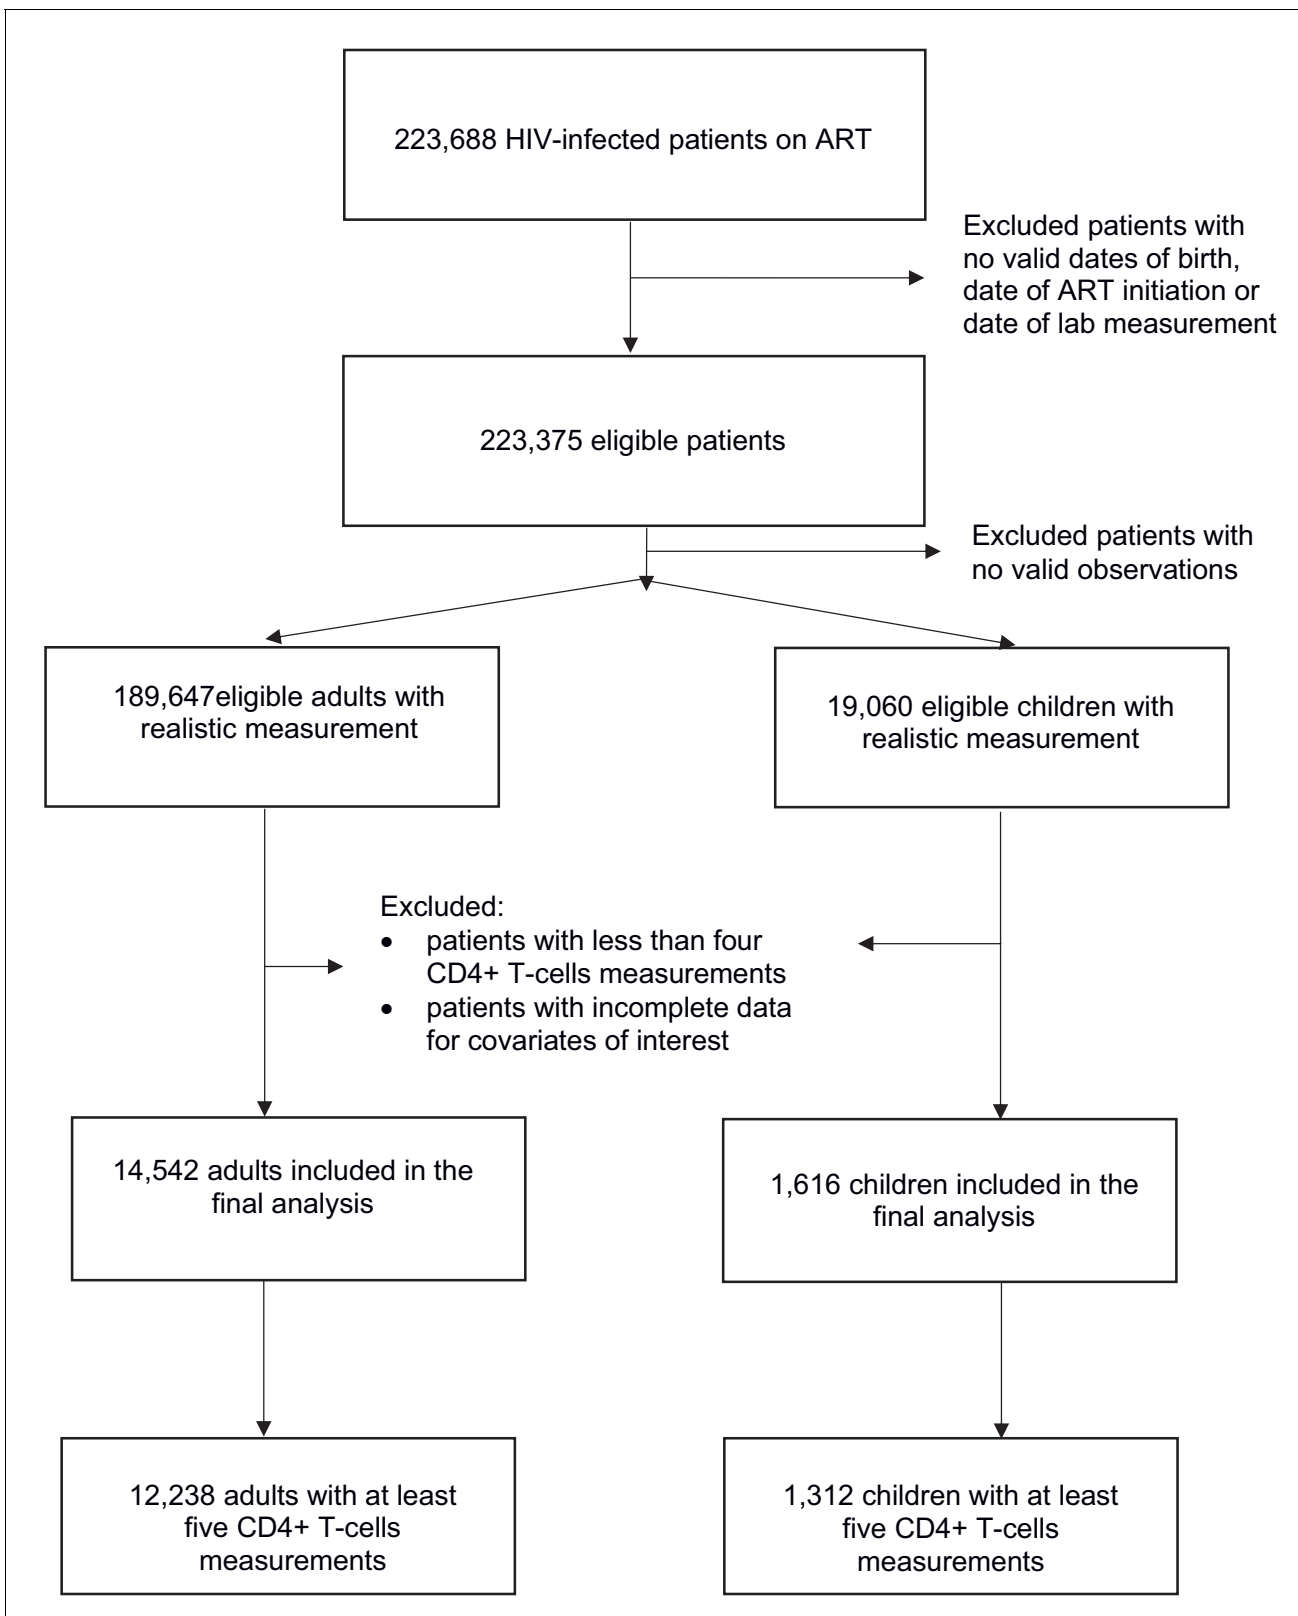 223,688 HIV-infected patients on ART
Excluded patients with
no valid dates of birth,
date of ART initiation or
date of lab measurement
223,375 eligible patients
Excluded patients with
no valid observations
189,647eligible adults with
realistic measurement
19,060 eligible children with
realistic measurement
Excluded:
• patients with less than four
CD4+ T-cells measurements
• patients with incomplete data
for covariates of interest
14,542 adults included in the
final analysis
1,616 children included in the
final analysis
12,238 adults with at least
five CD4+ T-cells
measurements
1,312 children with at least
five CD4+ T-cells
measurements